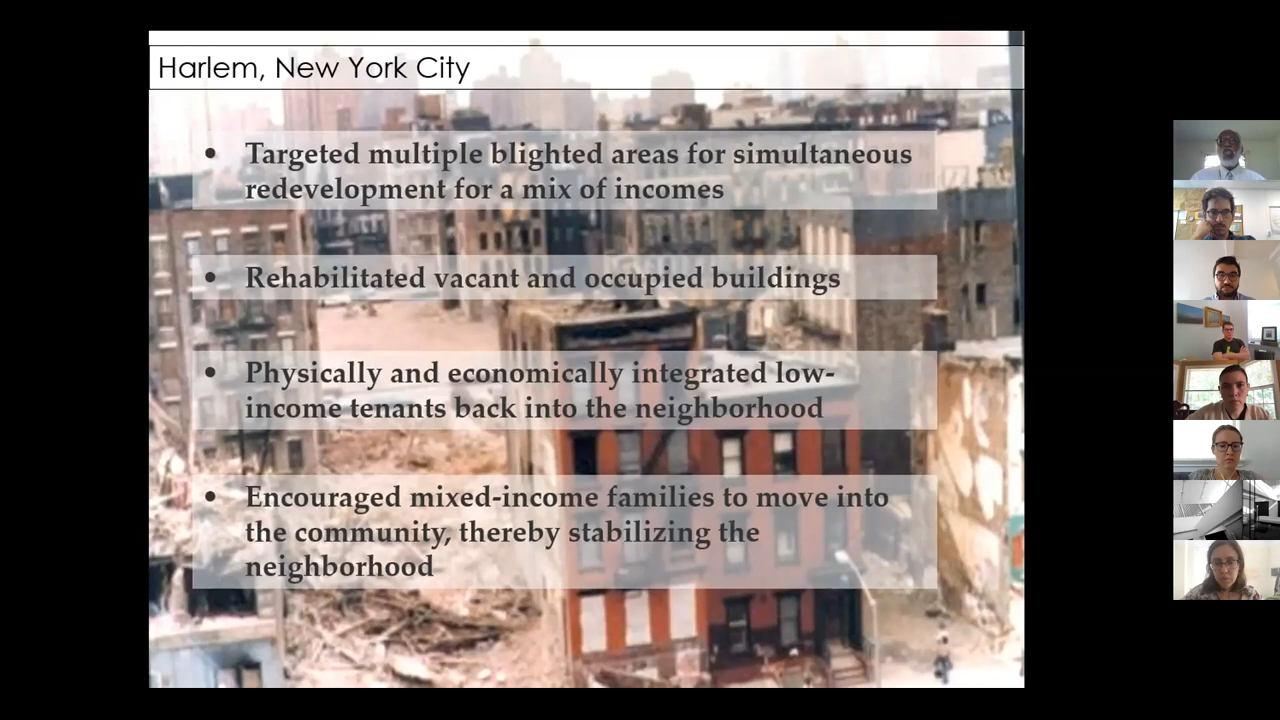 Harlem, New York City
• Targeted multiple blighted areas for simultaneous
redevelopment for a mix of incomes
• Rehabilitated vacant and occupied buildings
• Physically and economically integrated low-
income tenants back into the neighborhood
• Encouraged mixed-income families to move into
the community, thereby stabilizing the
neighborhood